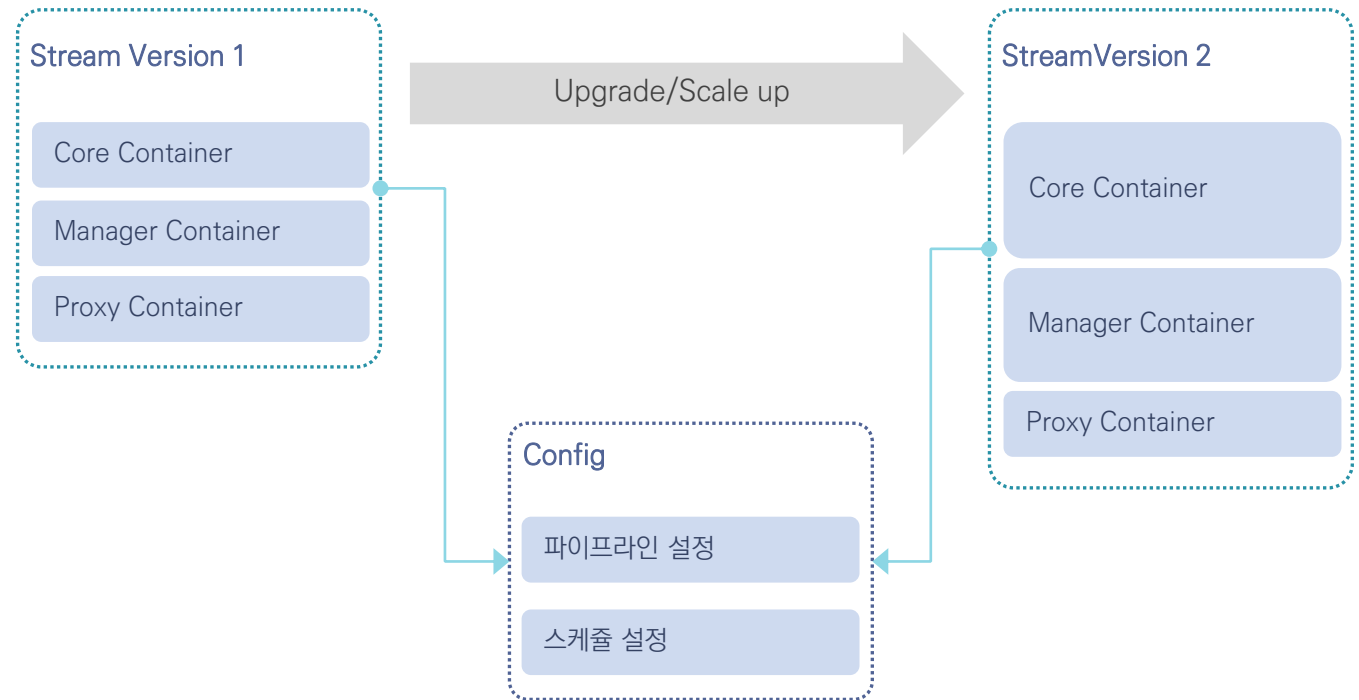 Stream Version 1
Core Container
Manager Container
Proxy Container
Upgrade/Scale up
StreamVersion 2
Core Container
Manager Container
Proxy Container
Config
파이프라인 설정
스케쥴 설정